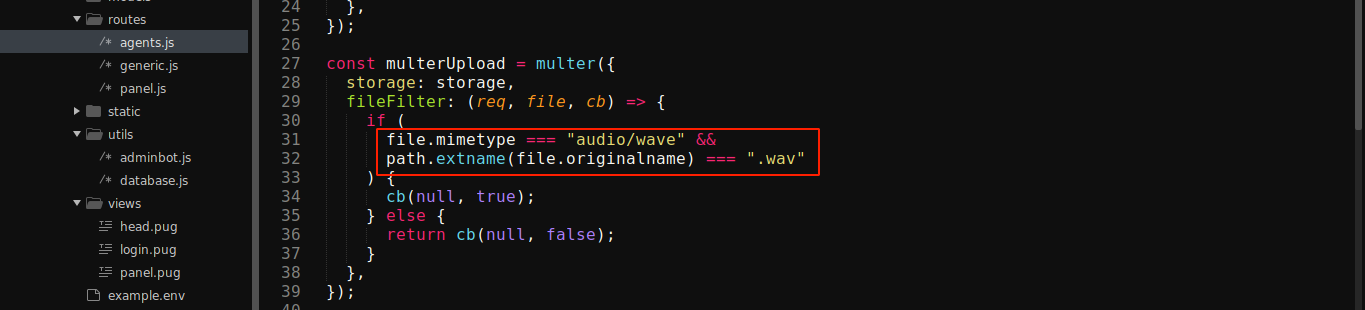 routes
agents.js
generic.js
panel.js
static
utils
adminbot.js
database.js
views
head.pug
login.pug
panel.pug
example.env
24 },
25 });
26
27 const multerUpload = multer({
28 storage: storage,
29 fileFilter: (req, file, cb) => {
30 if (
31 file.mimetype === "audio/wave" &&
32 path.extname(file.originalname) === ".wav"
33 ) {
34 cb(null, true);
35 } else {
36 return cb(null, false);
37 }
38 },
39 });